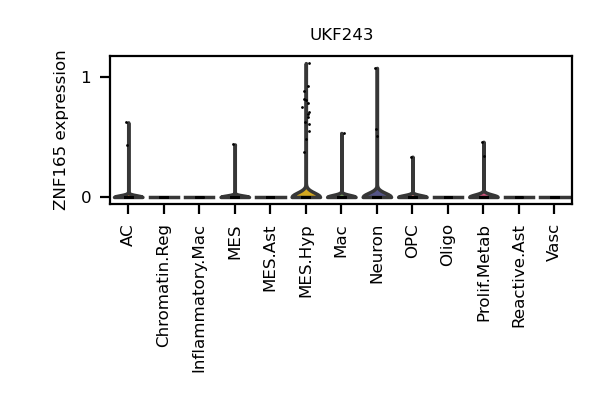 UKF243
ZNF165 expression
1
0
AC
Chromatin.Reg
Inflammatory.Mac
MES
MES.Ast
MES.Hyp
Mac
Neuron
OPC
Oligo
Prolif.Metab
Reactive.Ast
Vasc